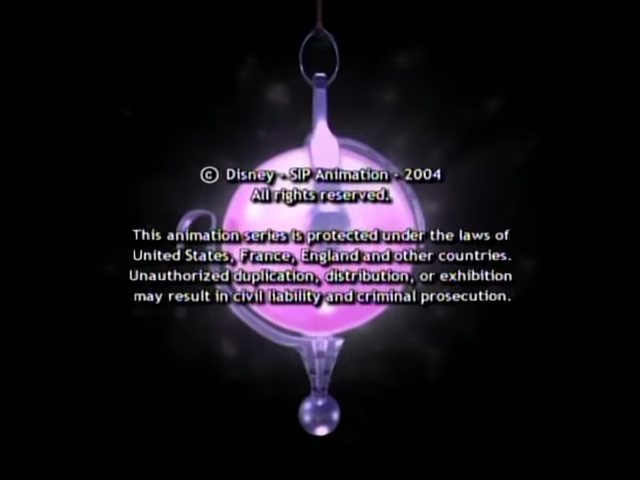 © Disney - SIP Animation - 2004
All rights reserved.
This animation series is protected under the laws of
United States, France, England and other countries.
Unauthorized duplication, distribution, or exhibition
may result in civil liability and criminal prosecution.